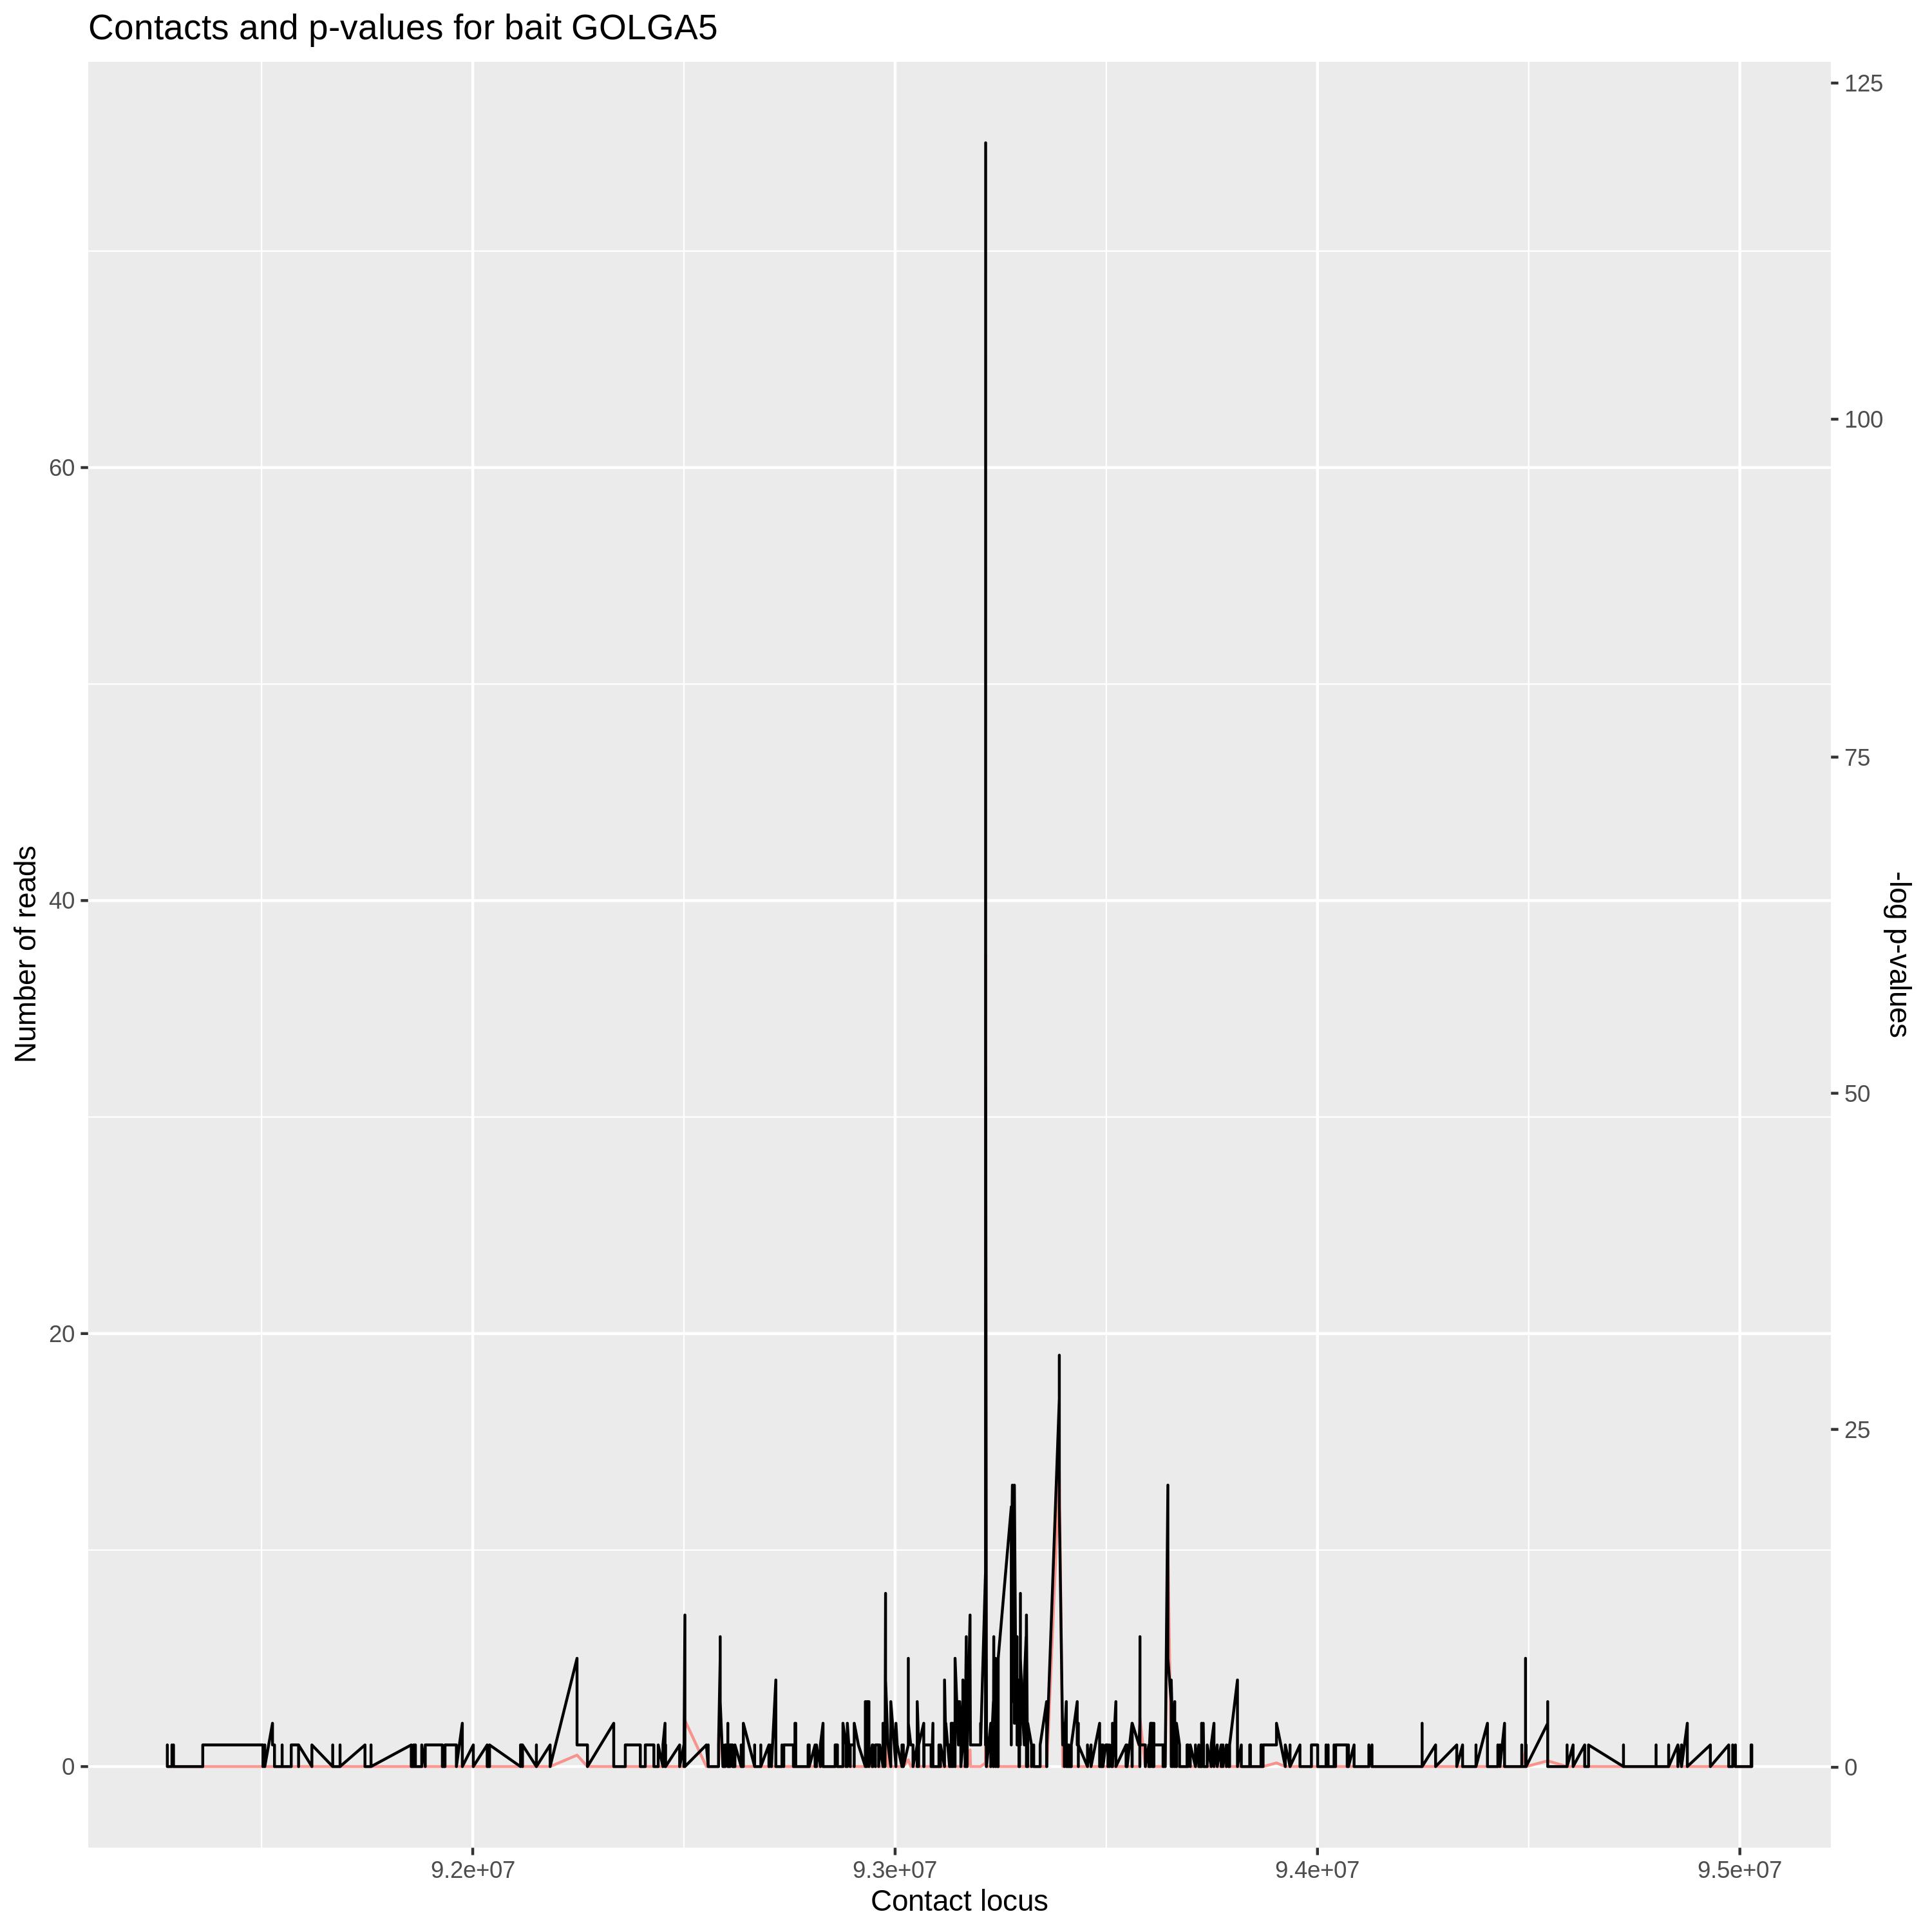 Contacts and p-values for bait GOLGA5
125
100
75
50
25
0
-log p-values
60
40
20
0
Number of reads
9.2e+07
9.3e+07
9.4e+07
9.5e+07
Contact locus